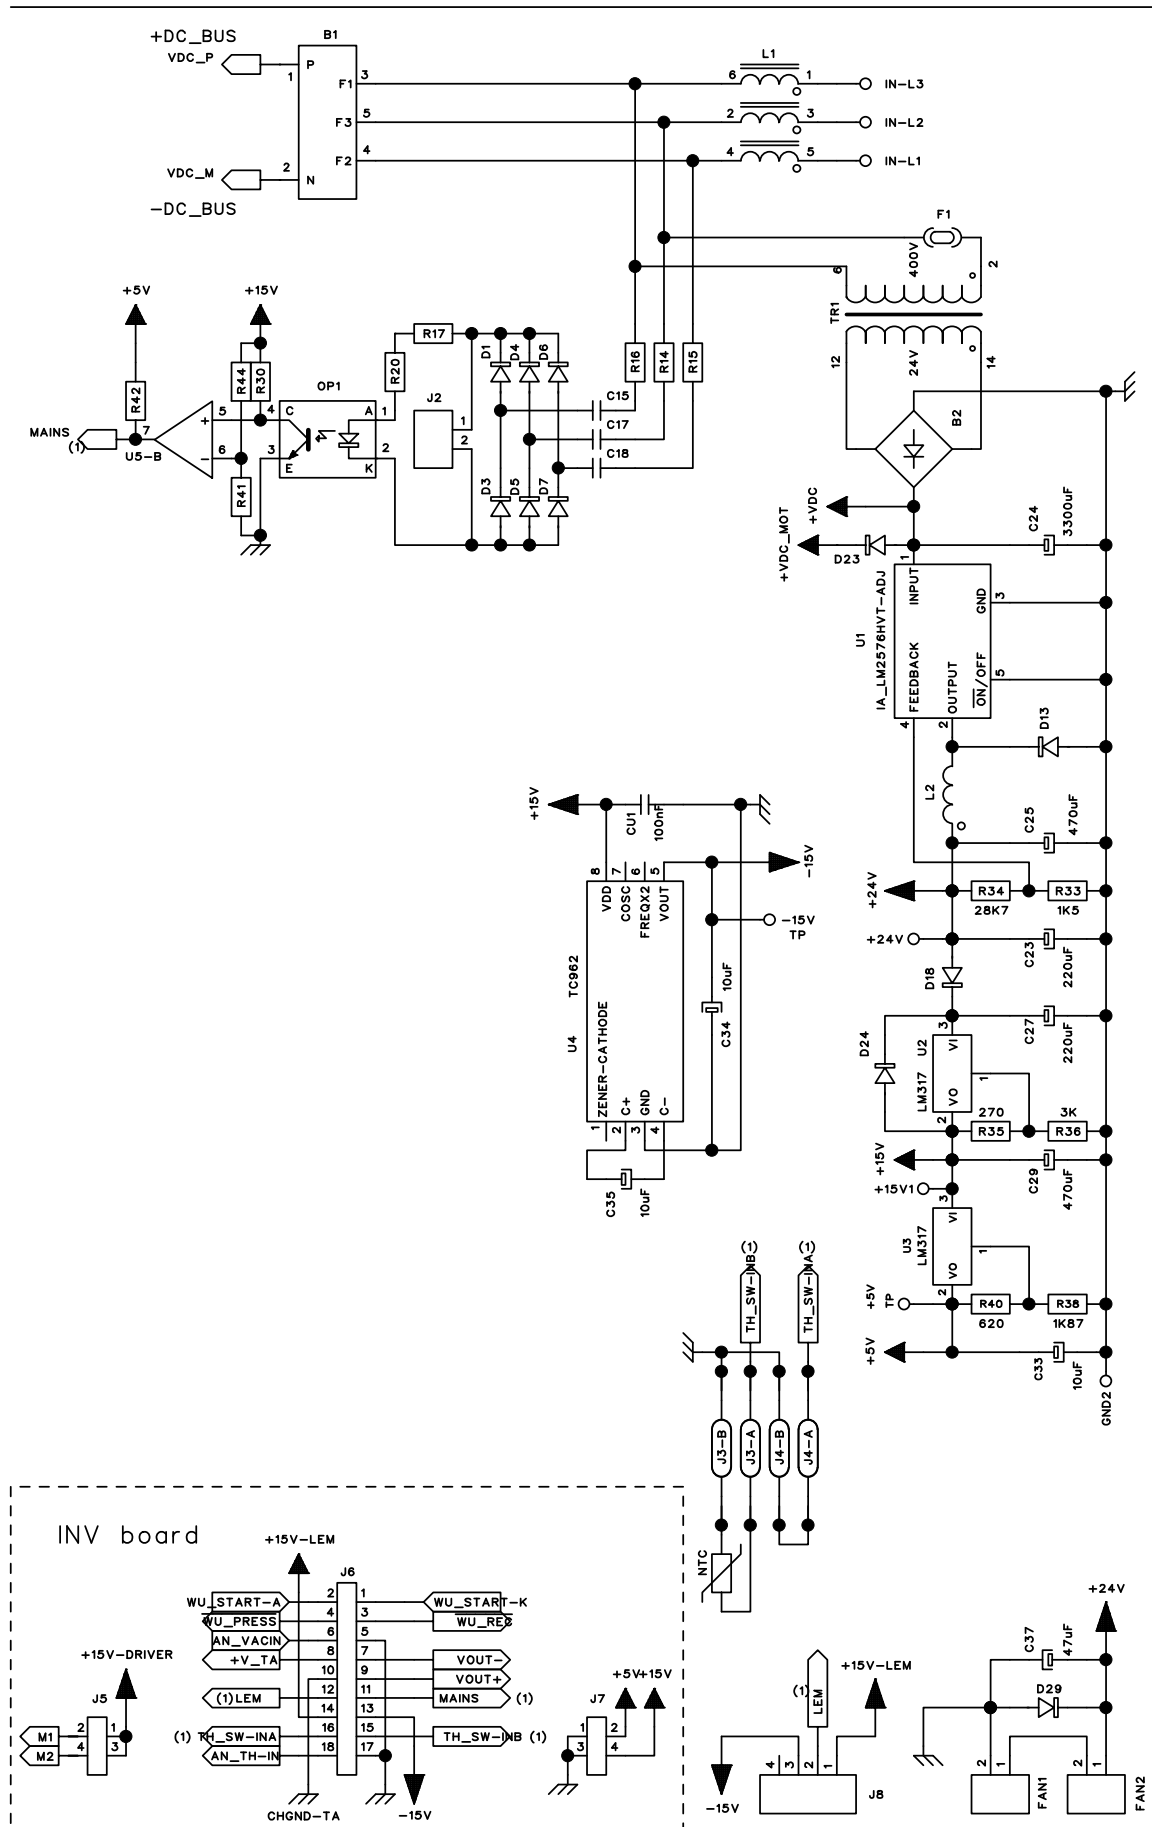 +DC_BUS
VDC_P
B1
P
1
F1
3
F3
5
F2
4
VDC_M
2
N
-DC_BUS
L1
6
1
IN-L3
2
3
IN-L2
4
5
IN-L1
F1
400V
2
6
TR1
12
24V
14
B2
+5V
+15V
R42
R44
R30
MAINS
(1)
7
U5-B
5
+
6
-
R41
OP1
4
C
A
1
3
E
K
2
R20
R17
J2
1
2
D1
D4
D6
D3
D5
D7
C15
C17
C18
R16
R14
R15
+VDC
+VDC_MOT
D23
C24
3300uF
1
INPUT
GND
3
U1
IA_LM2576HVT-ADJ
FEEDBACK
OUTPUT
ON/OFF
5
4
2
D13
L2
C25
470uF
+24V
R34
28K7
R33
1K5
+24V
C23
220uF
D18
C27
220uF
D24
3
VI
U2
LM317
VO
1
2
270
R35
3K
R36
+15V
C29
470uF
+15V1
3
VI
U3
LM317
VO
1
2
+5V
TP
R40
620
R38
1K87
+5V
C33
10uF
GND2
+15V
CU1
100nF
8
7
6
5
VDD
COSC
FREQX2
VOUT
-15V
-15V
TP
TC962
U4
10uF
C34
ZENER-CATHODE
C+
GND
C-
1
2
3
4
C35
10uF
TH_SW-INB
(1)
TH_SW-INA
(1)
J3-B
J3-A
J4-B
J4-A
NTC
INV board
+15V-LEM
J6
WU_START-A
2
1
WU_START-K
WU_PRESS
4
3
WU_REC
AN_VACIN
6
5
+V_TA
8
7
VOUT-
10
9
VOUT+
(1)LEM
12
11
MAINS
(1)
14
13
(1)
TH_SW-INA
16
15
TH_SW-INB
(1)
AN_TH-IN
18
17
CHGND-TA
-15V
+15V-DRIVER
J5
M1
2
1
M2
4
3
J7
+5V
+15V
1
2
3
4
(1)
LEM
+15V-LEM
4
3
2
1
-15V
J8
+24V
C37
47uF
D29
2
1
FAN1
2
1
FAN2